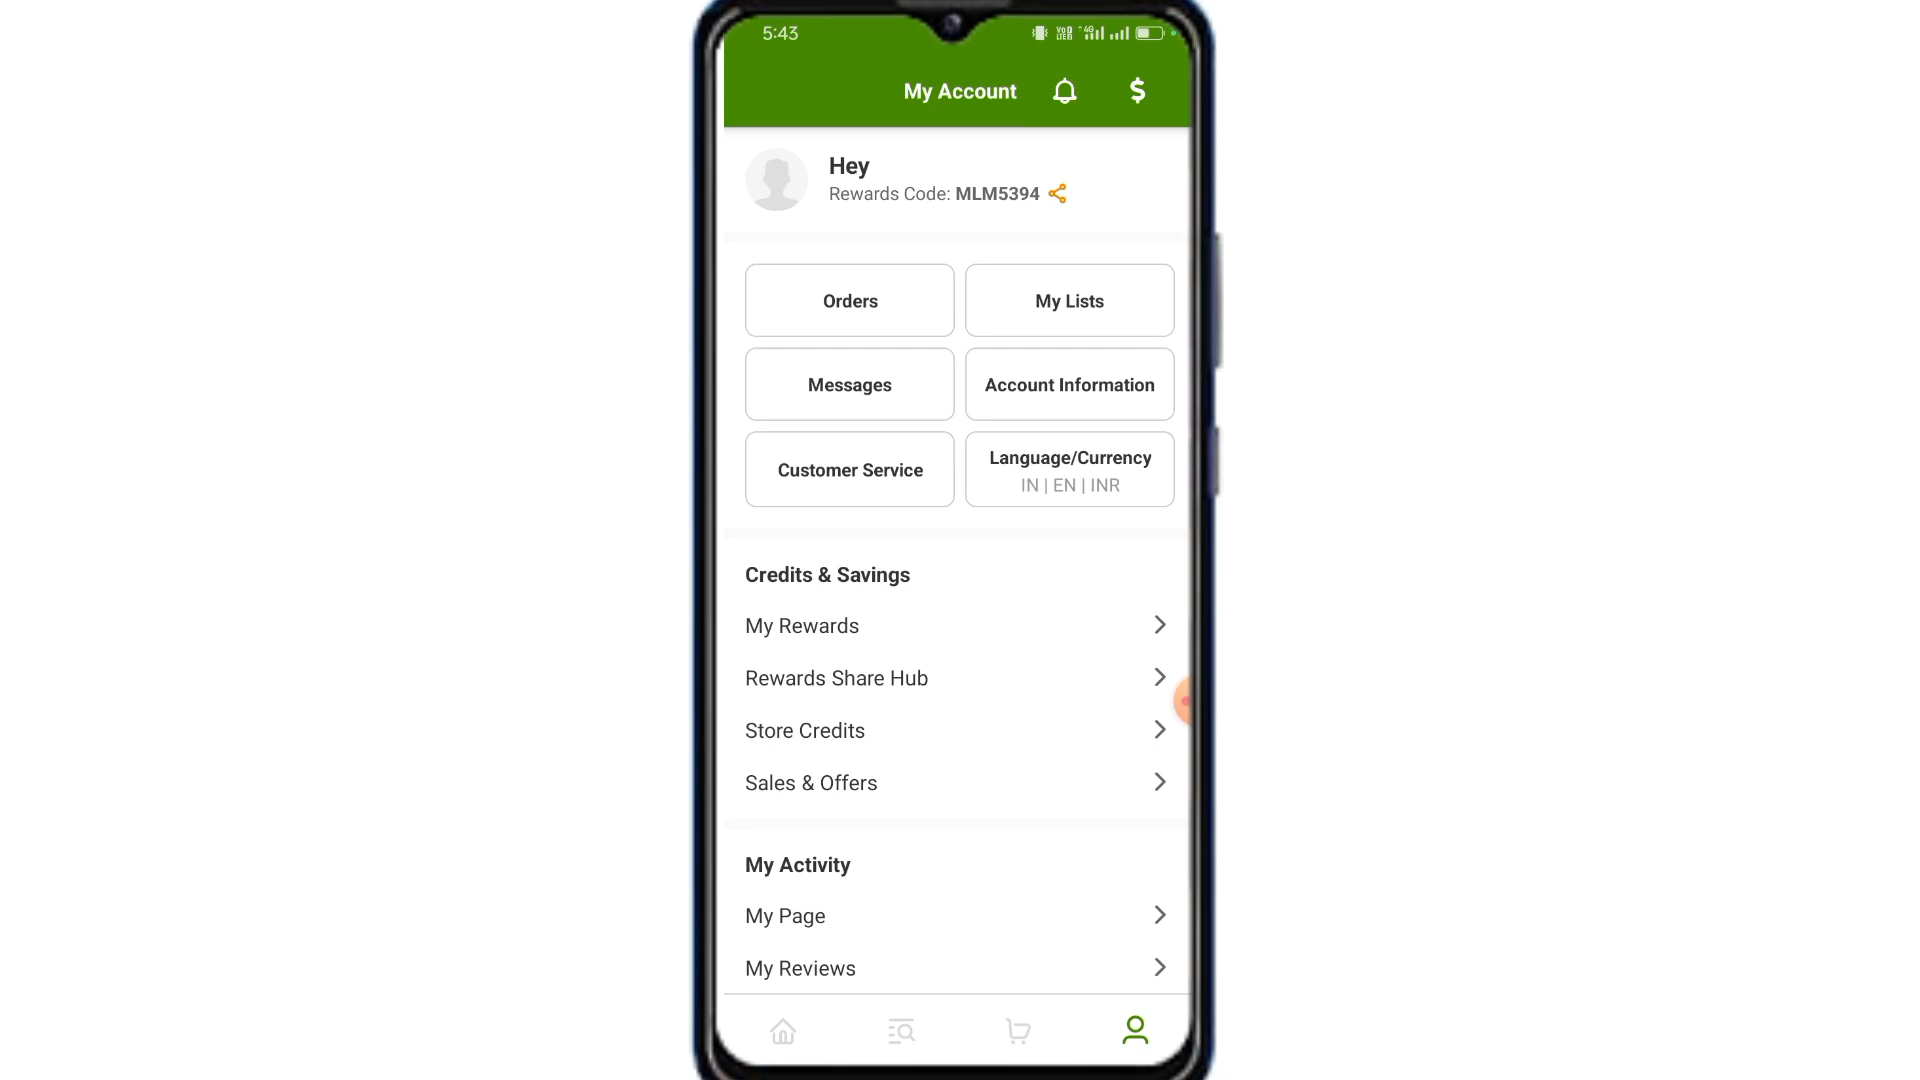 5:43
4G
My Account
Hey
Rewards Code: MLM5394
Orders
My Lists
Messages
Account Information
Customer Service
Language/Currency
IN | EN | INR
Credits & Savings
My Rewards
Rewards Share Hub
Store Credits
Sales & Offers
My Activity
My Page
My Reviews